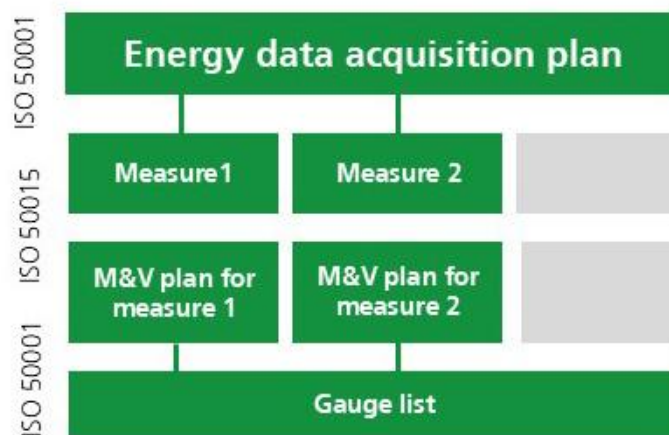 ISO 50001
Energy data acquisition plan
ISO 50015
Measure1
Measure 2
M&V plan for
measure 1
M&V plan for
measure 2
ISO 50001
Gauge list